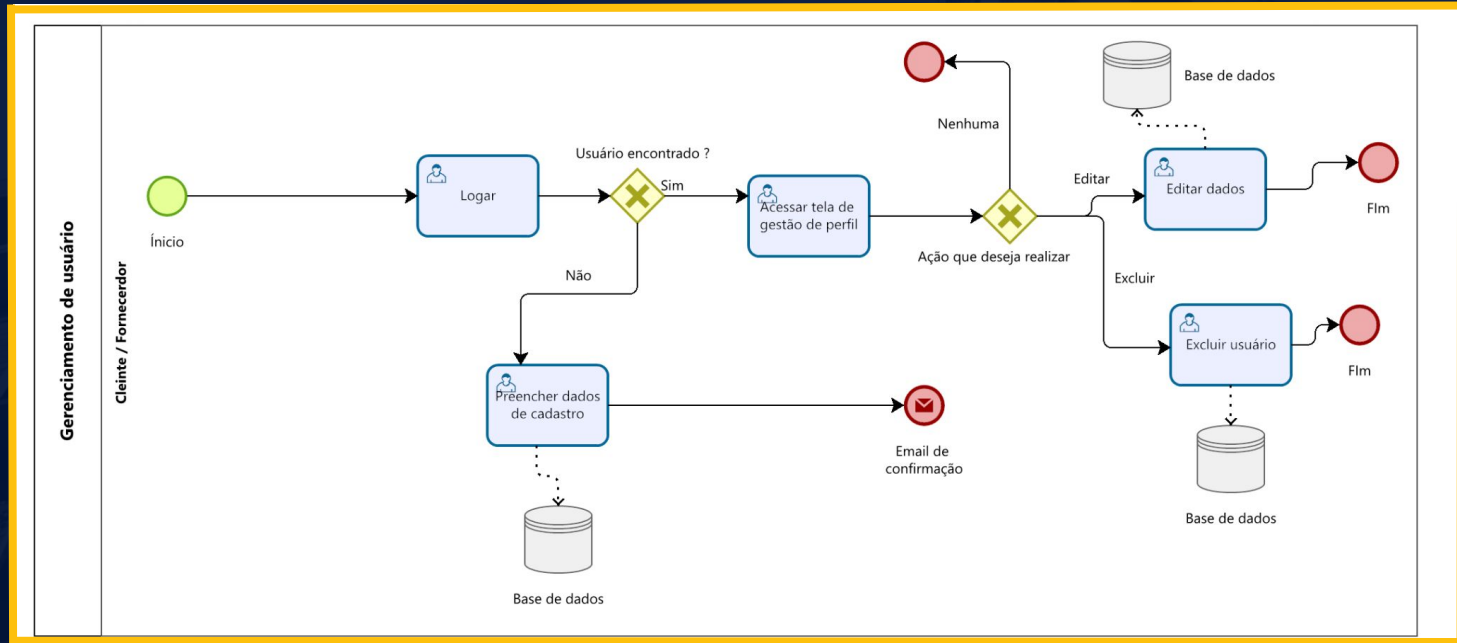 Gerenciamento de usuário
Cleinte / Fornecerdor
Ínicio
Logar
Usuário encontrado ?
Sim
Não
Acessar tela de
gestão de perfil
Ação que deseja realizar
Nenhuma
Editar
Excluir
Editar dados
Base de dados
FIm
Excluir usuário
FIm
Base de dados
Preencher dados
de cadastro
Email de
confirmação
Base de dados